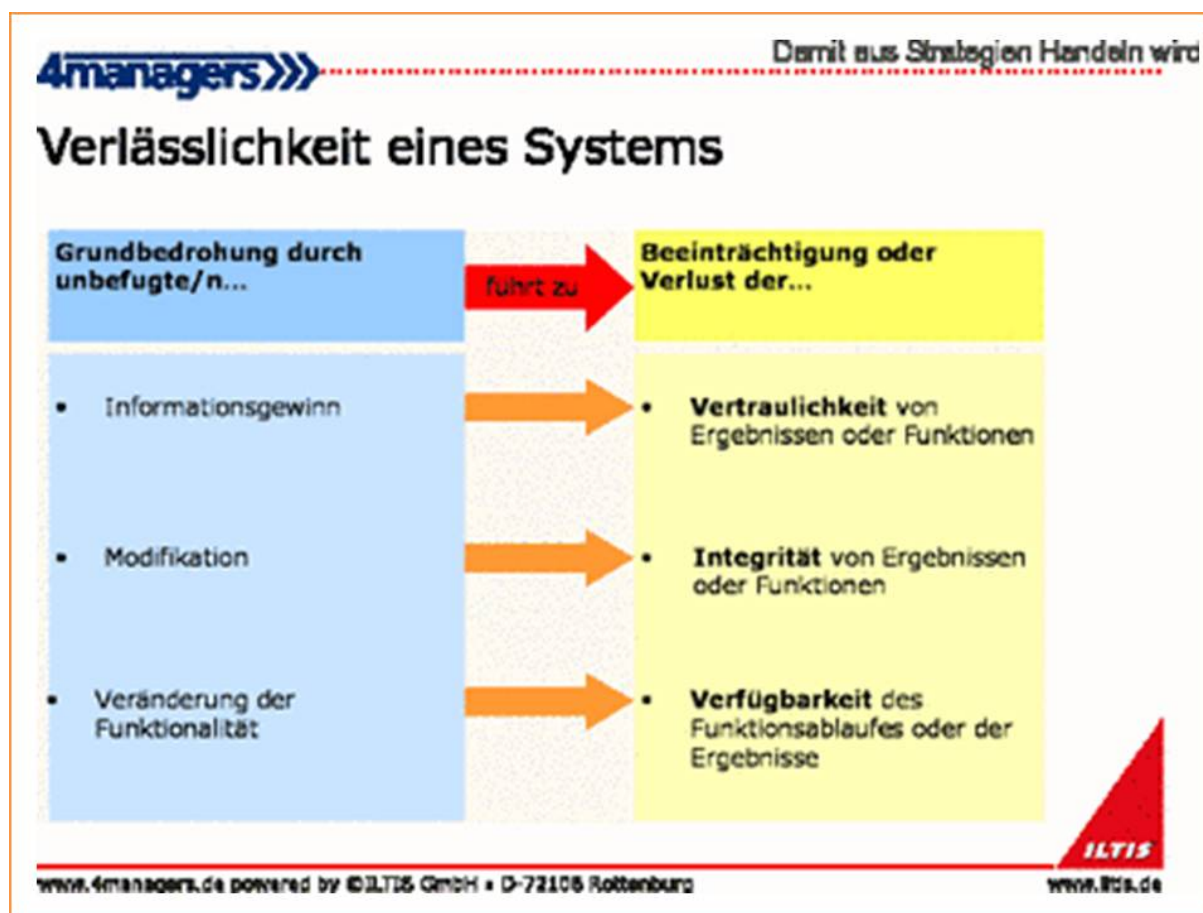 4managers>>>
Damit aus Strategien Handeln wird
Verlässlichkeit eines Systems
Grundbedrohung durch
unbefugte/n...
führt zu
Beeinträchtigung oder
Verlust der...
• Informationsgewinn
• Vertraulichkeit von
Ergebnissen oder Funktionen
• Modifikation
• Integrität von Ergebnissen
oder Funktionen
• Veränderung der
Funktionalität
• Verfügbarkeit des
Funktionsablaufes oder der
Ergebnisse
ILTIS
www.4managers.de powered by ©ILTIS GmbH • D-72108 Rottenburg
www.iltis.de